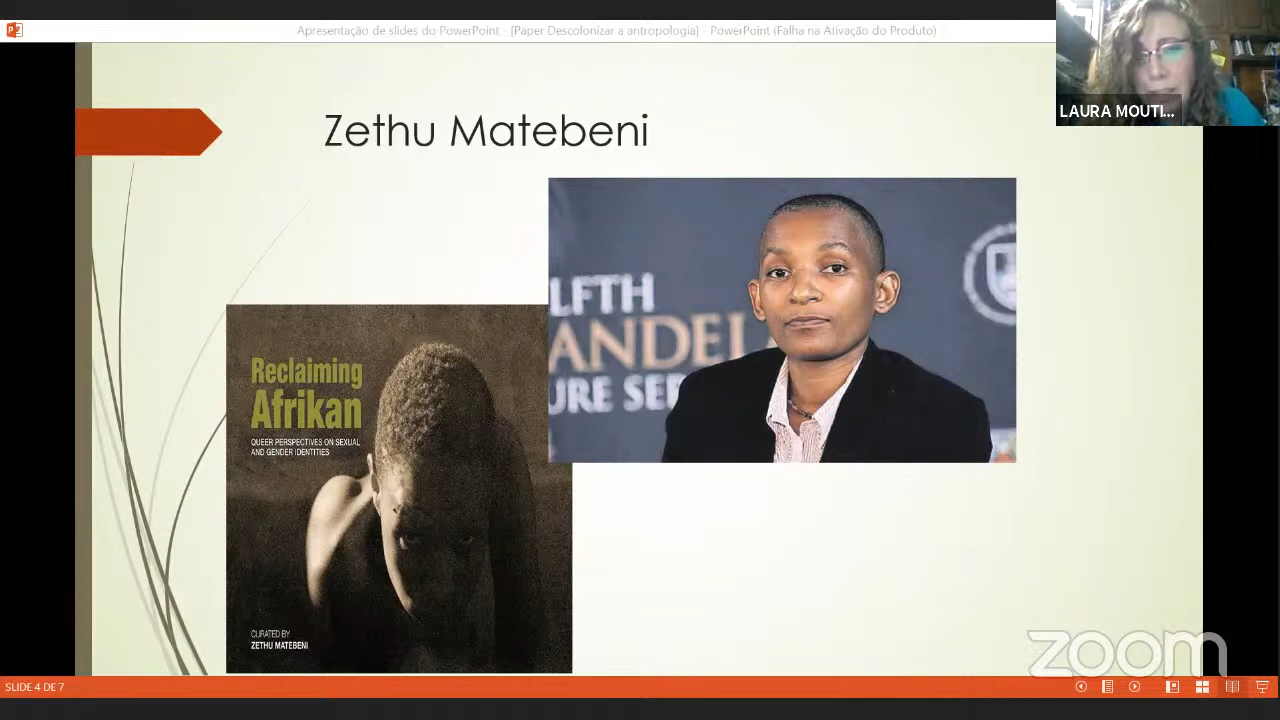 Apresentação de slides do PowerPoint - [Paper Descolonizar a antropologia] - PowerPoint (Falha na Ativação do Produto)
LAURA MOUTI...
Zethu Matebeni
LFTH
ANDEL
URE SER
Reclaiming
Afrikan
QUEER PERSPECTIVES ON SEXUAL
AND GENDER IDENTITIES
CURATED BY
ZETHU MATEBENI
zoom
SLIDE 4 DE 7